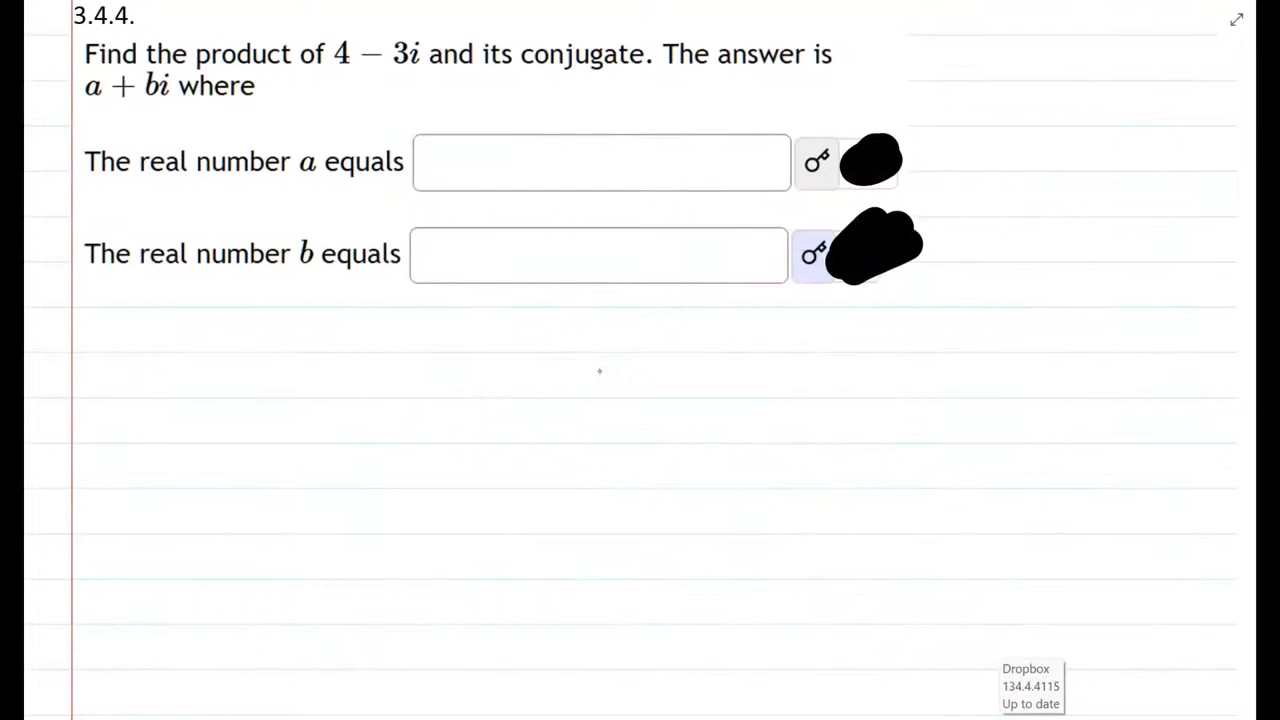 3.4.4.
Find the product of 4 − 3i and its conjugate. The answer is
a + bi where
The real number a equals
The real number b equals
Dropbox
134.4.4115
Up to date